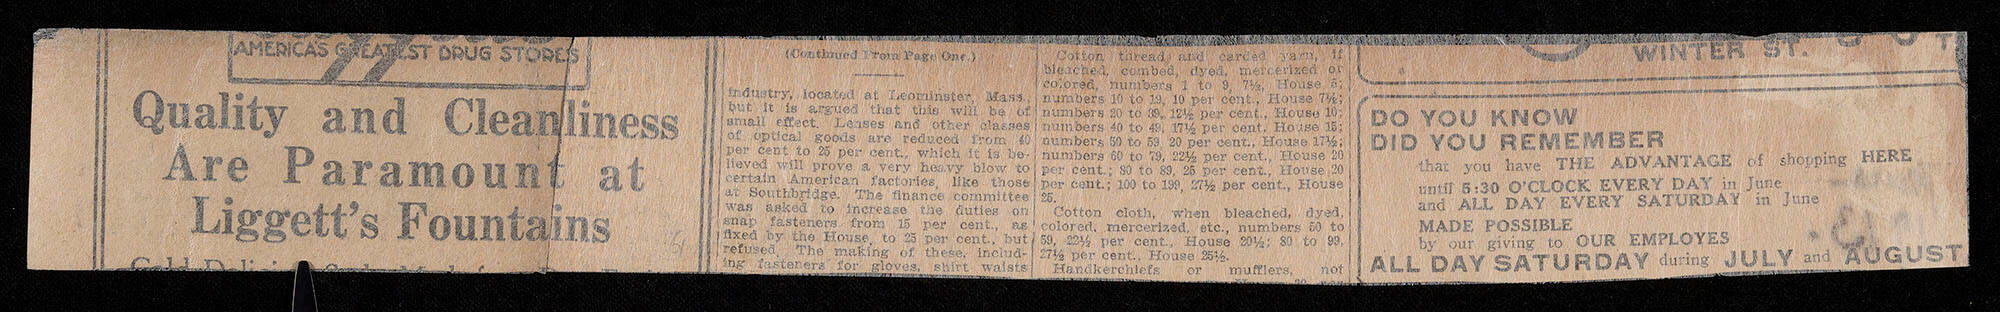 AMERICA'S GREATEST DRUG STORES
Quality and Cleanliness
Are Paramount at
Liggett's Fountains
(Continued From Page One.)
industry, located at Leominster, Mass.
but it is argued that this will be of
small effect. Lenses and other classes
of optical goods are reduced from 40
per cent to 25 per cent., which it is be-
lieved will prove a very heavy blow to
certain American factories, like those
at Southbridge. The finance committee
was asked to increase the duties on
snap fasteners from 15 per cent., as
fixed by the House, to 25 per cent., but
refused. The making of these, includ-
ing fasteners for gloves, shirt waists
Cotton thread and carded yarn, if
bleached, combed, dyed, mercerized or
colored, numbers 1 to 9, 7½, House 5;
numbers 10 to 19, 10 per cent., House 7½;
numbers 20 to 39, 12½ per cent., House 10;
numbers 40 to 49, 17½ per cent, House 15;
numbers 50 to 59, 20 per cent., House 17½;
numbers 60 to 79, 22½ per cent., House 20
per cent.; 80 to 89, 25 per cent., House 20
per cent.; 100 to 199, 27½ per cent., House
25.
Cotton cloth, when bleached, dyed,
colored, mercerized, etc., numbers 50 to
59, 22½ per cent., House 20½; 80 to 99,
27½ per cent., House 25½.
Handkerchiefs or mufflers, not
WINTER ST.
DO YOU KNOW
DID YOU REMEMBER
that you have THE ADVANTAGE of shopping HERE
until 5:30 O'CLOCK EVERY DAY in June
and ALL DAY EVERY SATURDAY in June
MADE POSSIBLE
by our giving to OUR EMPLOYES
ALL DAY SATURDAY during JULY and AUGUST